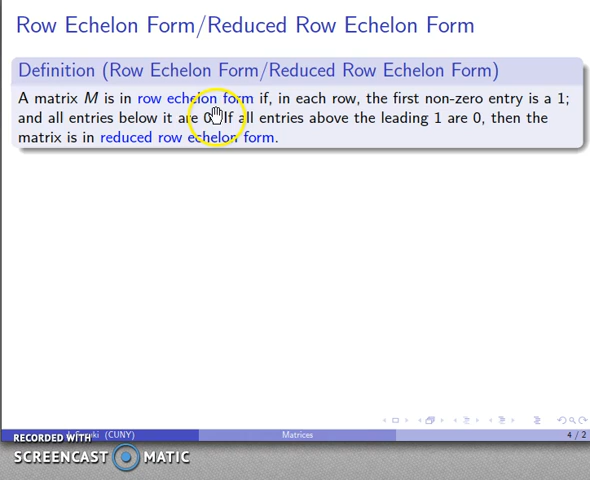 Row Echelon Form/Reduced Row Echelon Form
Definition (Row Echelon Form/Reduced Row Echelon Form)
A matrix M is in row echelon form if, in each row, the first non-zero entry is a 1;
and all entries below it are 0. If all entries above the leading 1 are 0, then the
matrix is in reduced row echelon form.
(CUNY) Matrices 4 / 2
RECORDED WITH
SCREENCAST MATIC